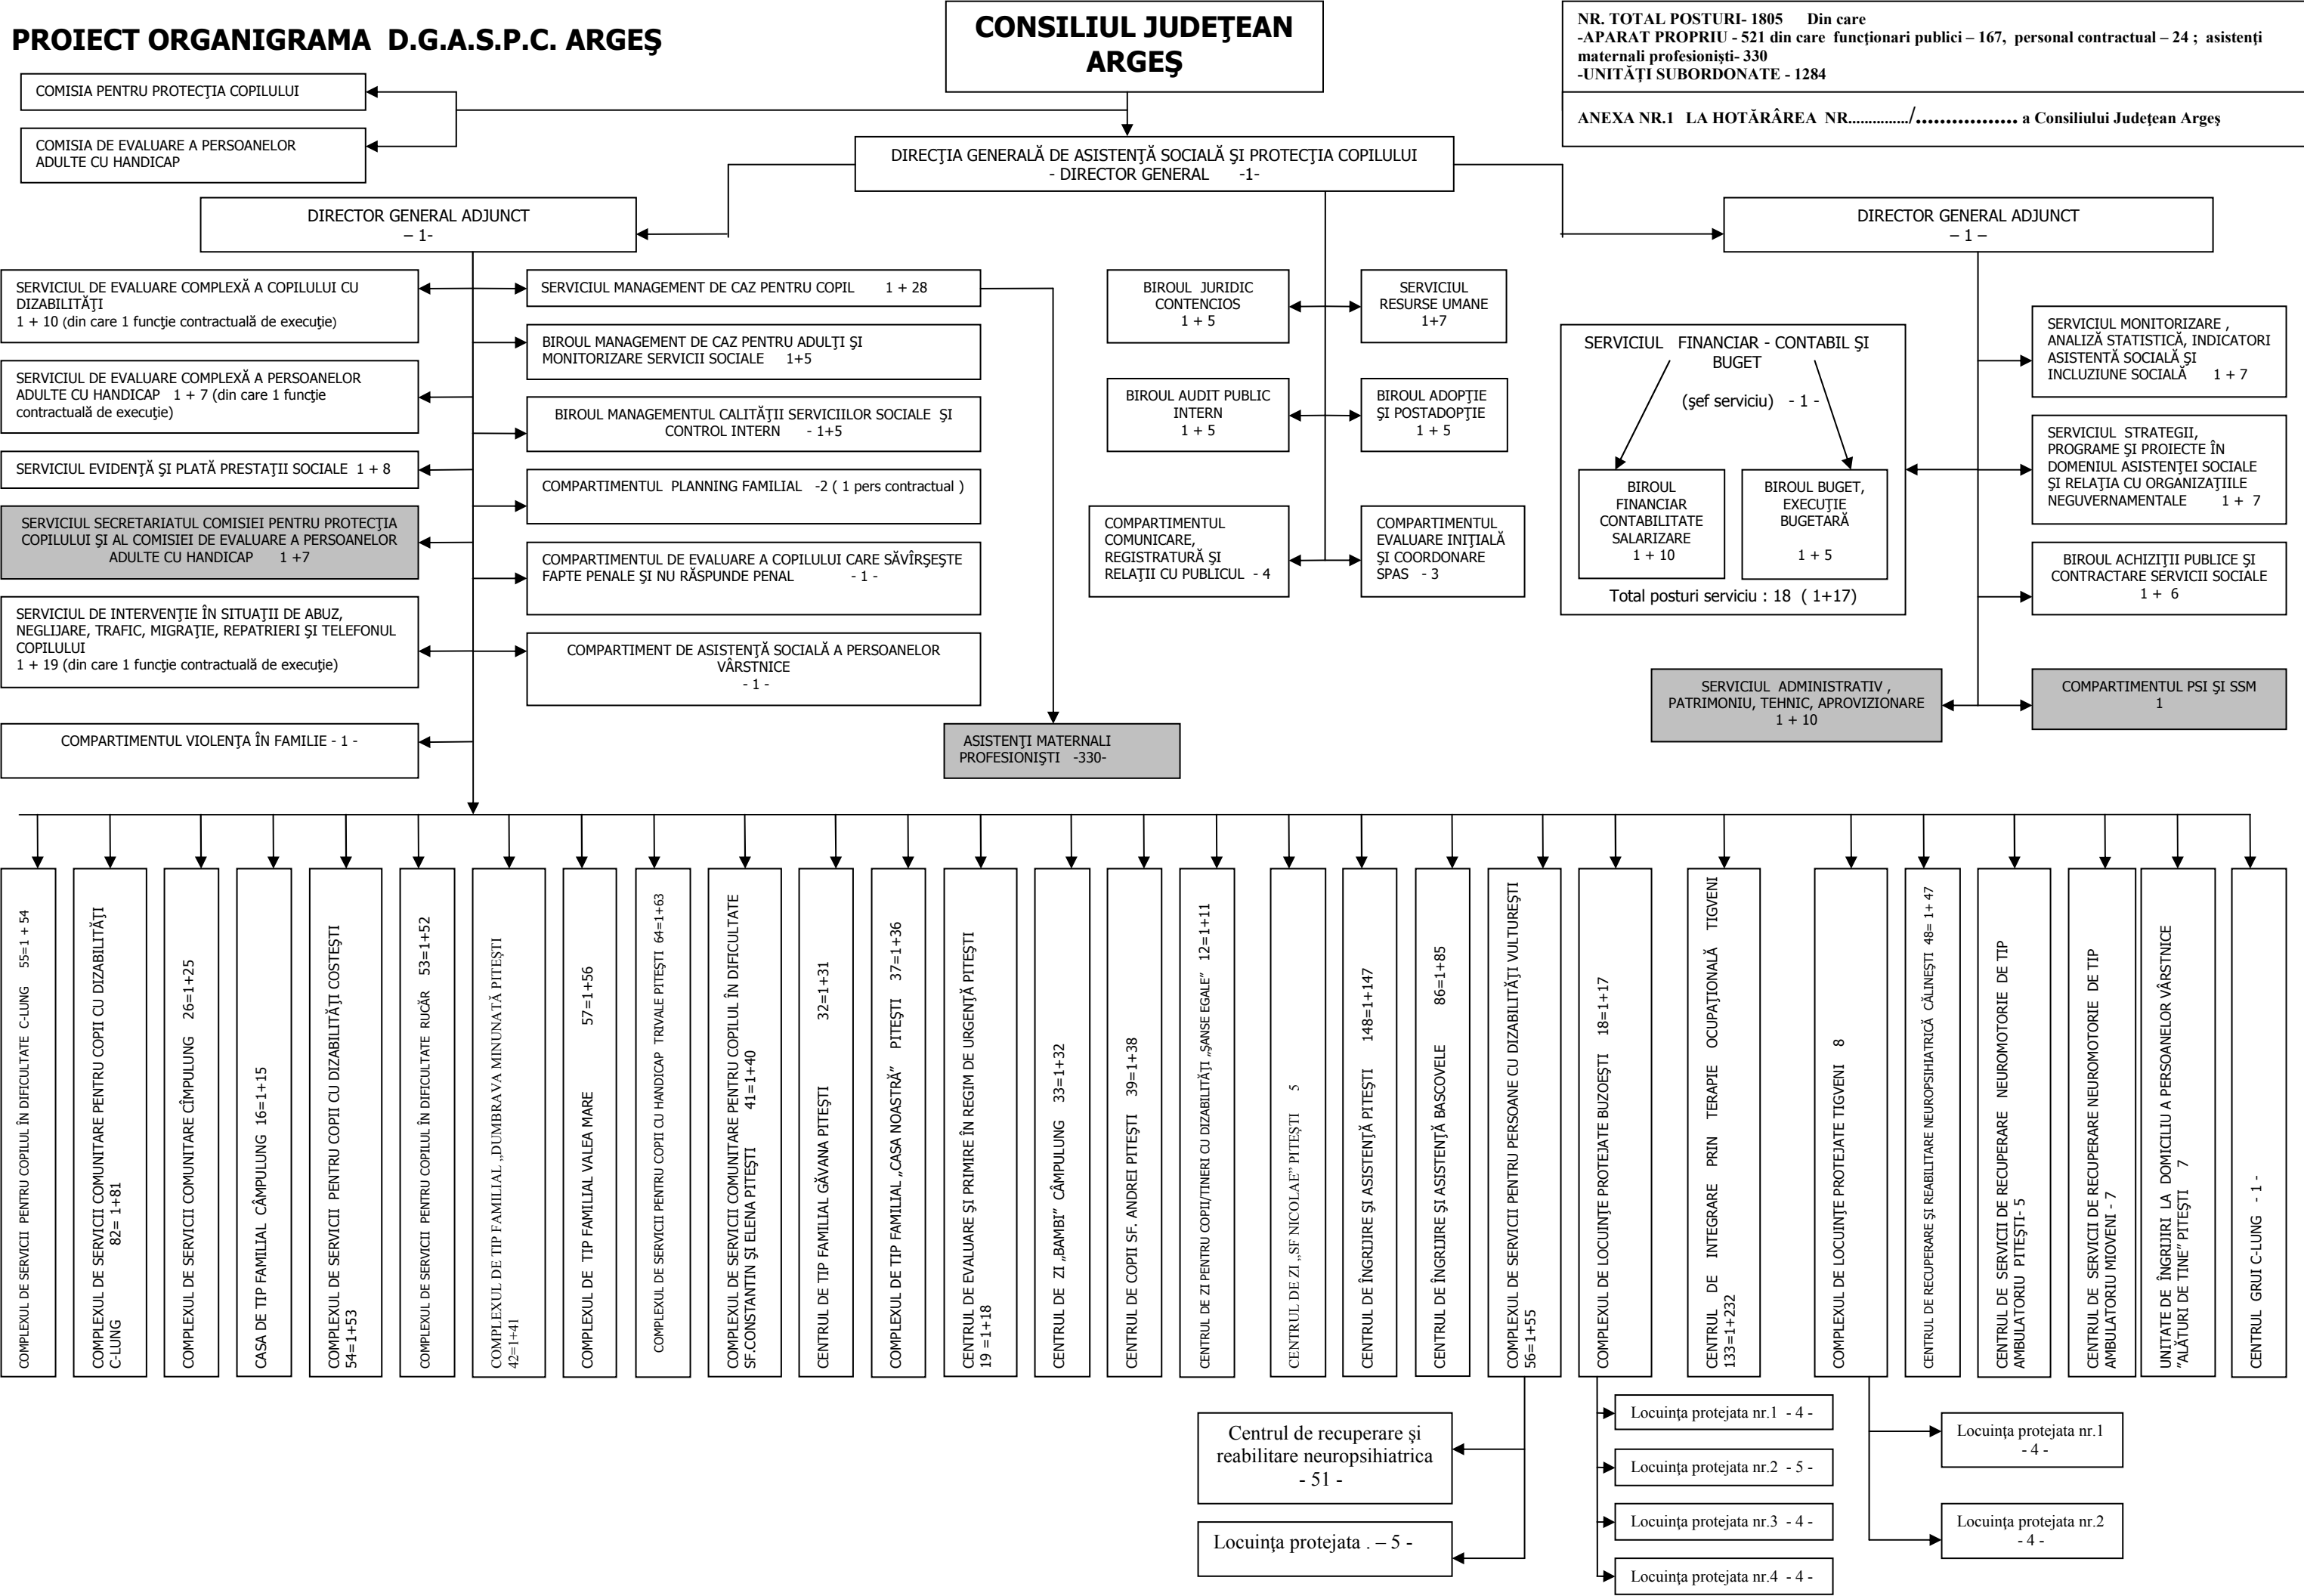 PROIECT ORGANIGRAMA D.G.A.S.P.C. ARGEŞ
CONSILIUL JUDEŢEAN
ARGEŞ
NR. TOTAL POSTURI- 1805 Din care
-APARAT PROPRIU - 521 din care funcţionari publici – 167, personal contractual – 24 ; asistenţi
maternali profesionişti- 330
-UNITĂŢI SUBORDONATE - 1284
ANEXA NR.1 LA HOTĂRÂREA NR.............../................. a Consiliului Judeţean Argeş
COMISIA PENTRU PROTECŢIA COPILULUI
COMISIA DE EVALUARE A PERSOANELOR
ADULTE CU HANDICAP
DIRECŢIA GENERALĂ DE ASISTENŢĂ SOCIALĂ ŞI PROTECŢIA COPILULUI
- DIRECTOR GENERAL -1-
DIRECTOR GENERAL ADJUNCT
– 1-
DIRECTOR GENERAL ADJUNCT
– 1 –
SERVICIUL DE EVALUARE COMPLEXĂ A COPILULUI CU
DIZABILITĂŢI
1 + 10 (din care 1 funcţie contractuală de execuţie)
SERVICIUL DE EVALUARE COMPLEXĂ A PERSOANELOR
ADULTE CU HANDICAP 1 + 7 (din care 1 funcţie
contractuală de execuţie)
SERVICIUL EVIDENŢĂ ŞI PLATĂ PRESTAŢII SOCIALE 1 + 8
SERVICIUL SECRETARIATUL COMISIEI PENTRU PROTECŢIA
COPILULUI ŞI AL COMISIEI DE EVALUARE A PERSOANELOR
ADULTE CU HANDICAP 1 +7
SERVICIUL DE INTERVENŢIE ÎN SITUAŢII DE ABUZ,
NEGLIJARE, TRAFIC, MIGRAŢIE, REPATRIERI ŞI TELEFONUL
COPILULUI
1 + 19 (din care 1 funcţie contractuală de execuţie)
COMPARTIMENTUL VIOLENŢA ÎN FAMILIE - 1 -
SERVICIUL MANAGEMENT DE CAZ PENTRU COPIL 1 + 28
BIROUL MANAGEMENT DE CAZ PENTRU ADULŢI ŞI
MONITORIZARE SERVICII SOCIALE 1+5
BIROUL MANAGEMENTUL CALITĂŢII SERVICIILOR SOCIALE ŞI
CONTROL INTERN - 1+5
COMPARTIMENTUL PLANNING FAMILIAL -2 ( 1 pers contractual )
COMPARTIMENTUL DE EVALUARE A COPILULUI CARE SĂVÎRŞEŞTE
FAPTE PENALE ŞI NU RĂSPUNDE PENAL - 1 -
COMPARTIMENT DE ASISTENŢĂ SOCIALĂ A PERSOANELOR
VÂRSTNICE
- 1 -
ASISTENŢI MATERNALI
PROFESIONIŞTI -330-
BIROUL JURIDIC
CONTENCIOS
1 + 5
SERVICIUL
RESURSE UMANE
1+7
BIROUL AUDIT PUBLIC
INTERN
1 + 5
BIROUL ADOPŢIE
ŞI POSTADOPŢIE
1 + 5
COMPARTIMENTUL
COMUNICARE,
REGISTRATURĂ ŞI
RELAŢII CU PUBLICUL - 4
COMPARTIMENTUL
EVALUARE INIŢIALĂ
ŞI COORDONARE
SPAS - 3
SERVICIUL FINANCIAR - CONTABIL ŞI
BUGET
(şef serviciu) - 1 -
BIROUL
FINANCIAR
CONTABILITATE
SALARIZARE
1 + 10
BIROUL BUGET,
EXECUŢIE
BUGETARĂ
1 + 5
Total posturi serviciu : 18 ( 1+17)
SERVICIUL MONITORIZARE ,
ANALIZĂ STATISTICĂ, INDICATORI
ASISTENTĂ SOCIALĂ ŞI
INCLUZIUNE SOCIALĂ 1 + 7
SERVICIUL STRATEGII,
PROGRAME ŞI PROIECTE ÎN
DOMENIUL ASISTENŢEI SOCIALE
ŞI RELAŢIA CU ORGANIZAŢIILE
NEGUVERNAMENTALE 1 + 7
BIROUL ACHIZIŢII PUBLICE ŞI
CONTRACTARE SERVICII SOCIALE
1 + 6
SERVICIUL ADMINISTRATIV ,
PATRIMONIU, TEHNIC, APROVIZIONARE
1 + 10
COMPARTIMENTUL PSI ŞI SSM
1
COMPLEXUL DE SERVICII PENTRU COPILUL ÎN DIFICULTATE C-LUNG 55=1 + 54
COMPLEXUL DE SERVICII COMUNITARE PENTRU COPII CU DIZABILITĂŢI
C-LUNG 82= 1+81
COMPLEXUL DE SERVICII COMUNITARE CÎMPULUNG 26=1+25
CASA DE TIP FAMILIAL CÂMPULUNG 16=1+15
COMPLEXUL DE SERVICII PENTRU COPII CU DIZABILITĂŢI COSTEŞTI
54=1+53
COMPLEXUL DE SERVICII PENTRU COPILUL ÎN DIFICULTATE RUCĂR 53=1+52
COMPLEXUL DE TIP FAMILIAL „DUMBRAVA MINUNATĂ PITEŞTI
42=1+41
COMPLEXUL DE TIP FAMILIAL VALEA MARE 57=1+56
COMPLEXUL DE SERVICII PENTRU COPII CU HANDICAP TRIVALE PITEŞTI 64=1+63
COMPLEXUL DE SERVICII COMUNITARE PENTRU COPILUL ÎN DIFICULTATE
SF.CONSTANTIN ŞI ELENA PITEŞTI 41=1+40
CENTRUL DE TIP FAMILIAL GĂVANA PITEŞTI 32=1+31
COMPLEXUL DE TIP FAMILIAL „CASA NOASTRĂ” PITEŞTI 37=1+36
CENTRUL DE EVALUARE ŞI PRIMIRE ÎN REGIM DE URGENŢĂ PITEŞTI
19 =1+18
CENTRUL DE ZI „BAMBI” CÂMPULUNG 33=1+32
CENTRUL DE COPII SF. ANDREI PITEŞTI 39=1+38
CENTRUL DE ZI PENTRU COPII/TINERI CU DIZABILITĂŢI „ŞANSE EGALE” 12=1+11
CENTRUL DE ZI „SF NICOLAE” PITEŞTI 5
CENTRUL DE ÎNGRIJIRE ŞI ASISTENŢĂ PITEŞTI 148=1+147
CENTRUL DE ÎNGRIJIRE ŞI ASISTENŢĂ BASCOVELE 86=1+85
COMPLEXUL DE SERVICII PENTRU PERSOANE CU DIZABILITĂŢI VULTUREŞTI
56=1+55
COMPLEXUL DE LOCUINŢE PROTEJATE BUZOEŞTI 18=1+17
CENTRUL DE INTEGRARE PRIN TERAPIE OCUPAŢIONALĂ TIGVENI
133=1+232
COMPLEXUL DE LOCUINŢE PROTEJATE TIGVENI 8
CENTRUL DE RECUPERARE ŞI REABILITARE NEUROPSIHIATRICĂ CĂLINEŞTI 48= 1+ 47
CENTRUL DE SERVICII DE RECUPERARE NEUROMOTORIE DE TIP
AMBULATORIU PITEŞTI- 5
CENTRUL DE SERVICII DE RECUPERARE NEUROMOTORIE DE TIP
AMBULATORIU MIOVENI - 7
UNITATE DE ÎNGRIJIRI LA DOMICILIU A PERSOANELOR VÂRSTNICE
”ALĂTURI DE TINE” PITEŞTI 7
CENTRUL GRUI C-LUNG - 1 -
Centrul de recuperare şi
reabilitare neuropsihiatrica
- 51 -
Locuinţa protejata . – 5 -
Locuinţa protejata nr.1 - 4 -
Locuinţa protejata nr.2 - 5 -
Locuinţa protejata nr.3 - 4 -
Locuinţa protejata nr.4 - 4 -
Locuinţa protejata nr.1
- 4 -
Locuinţa protejata nr.2
- 4 -